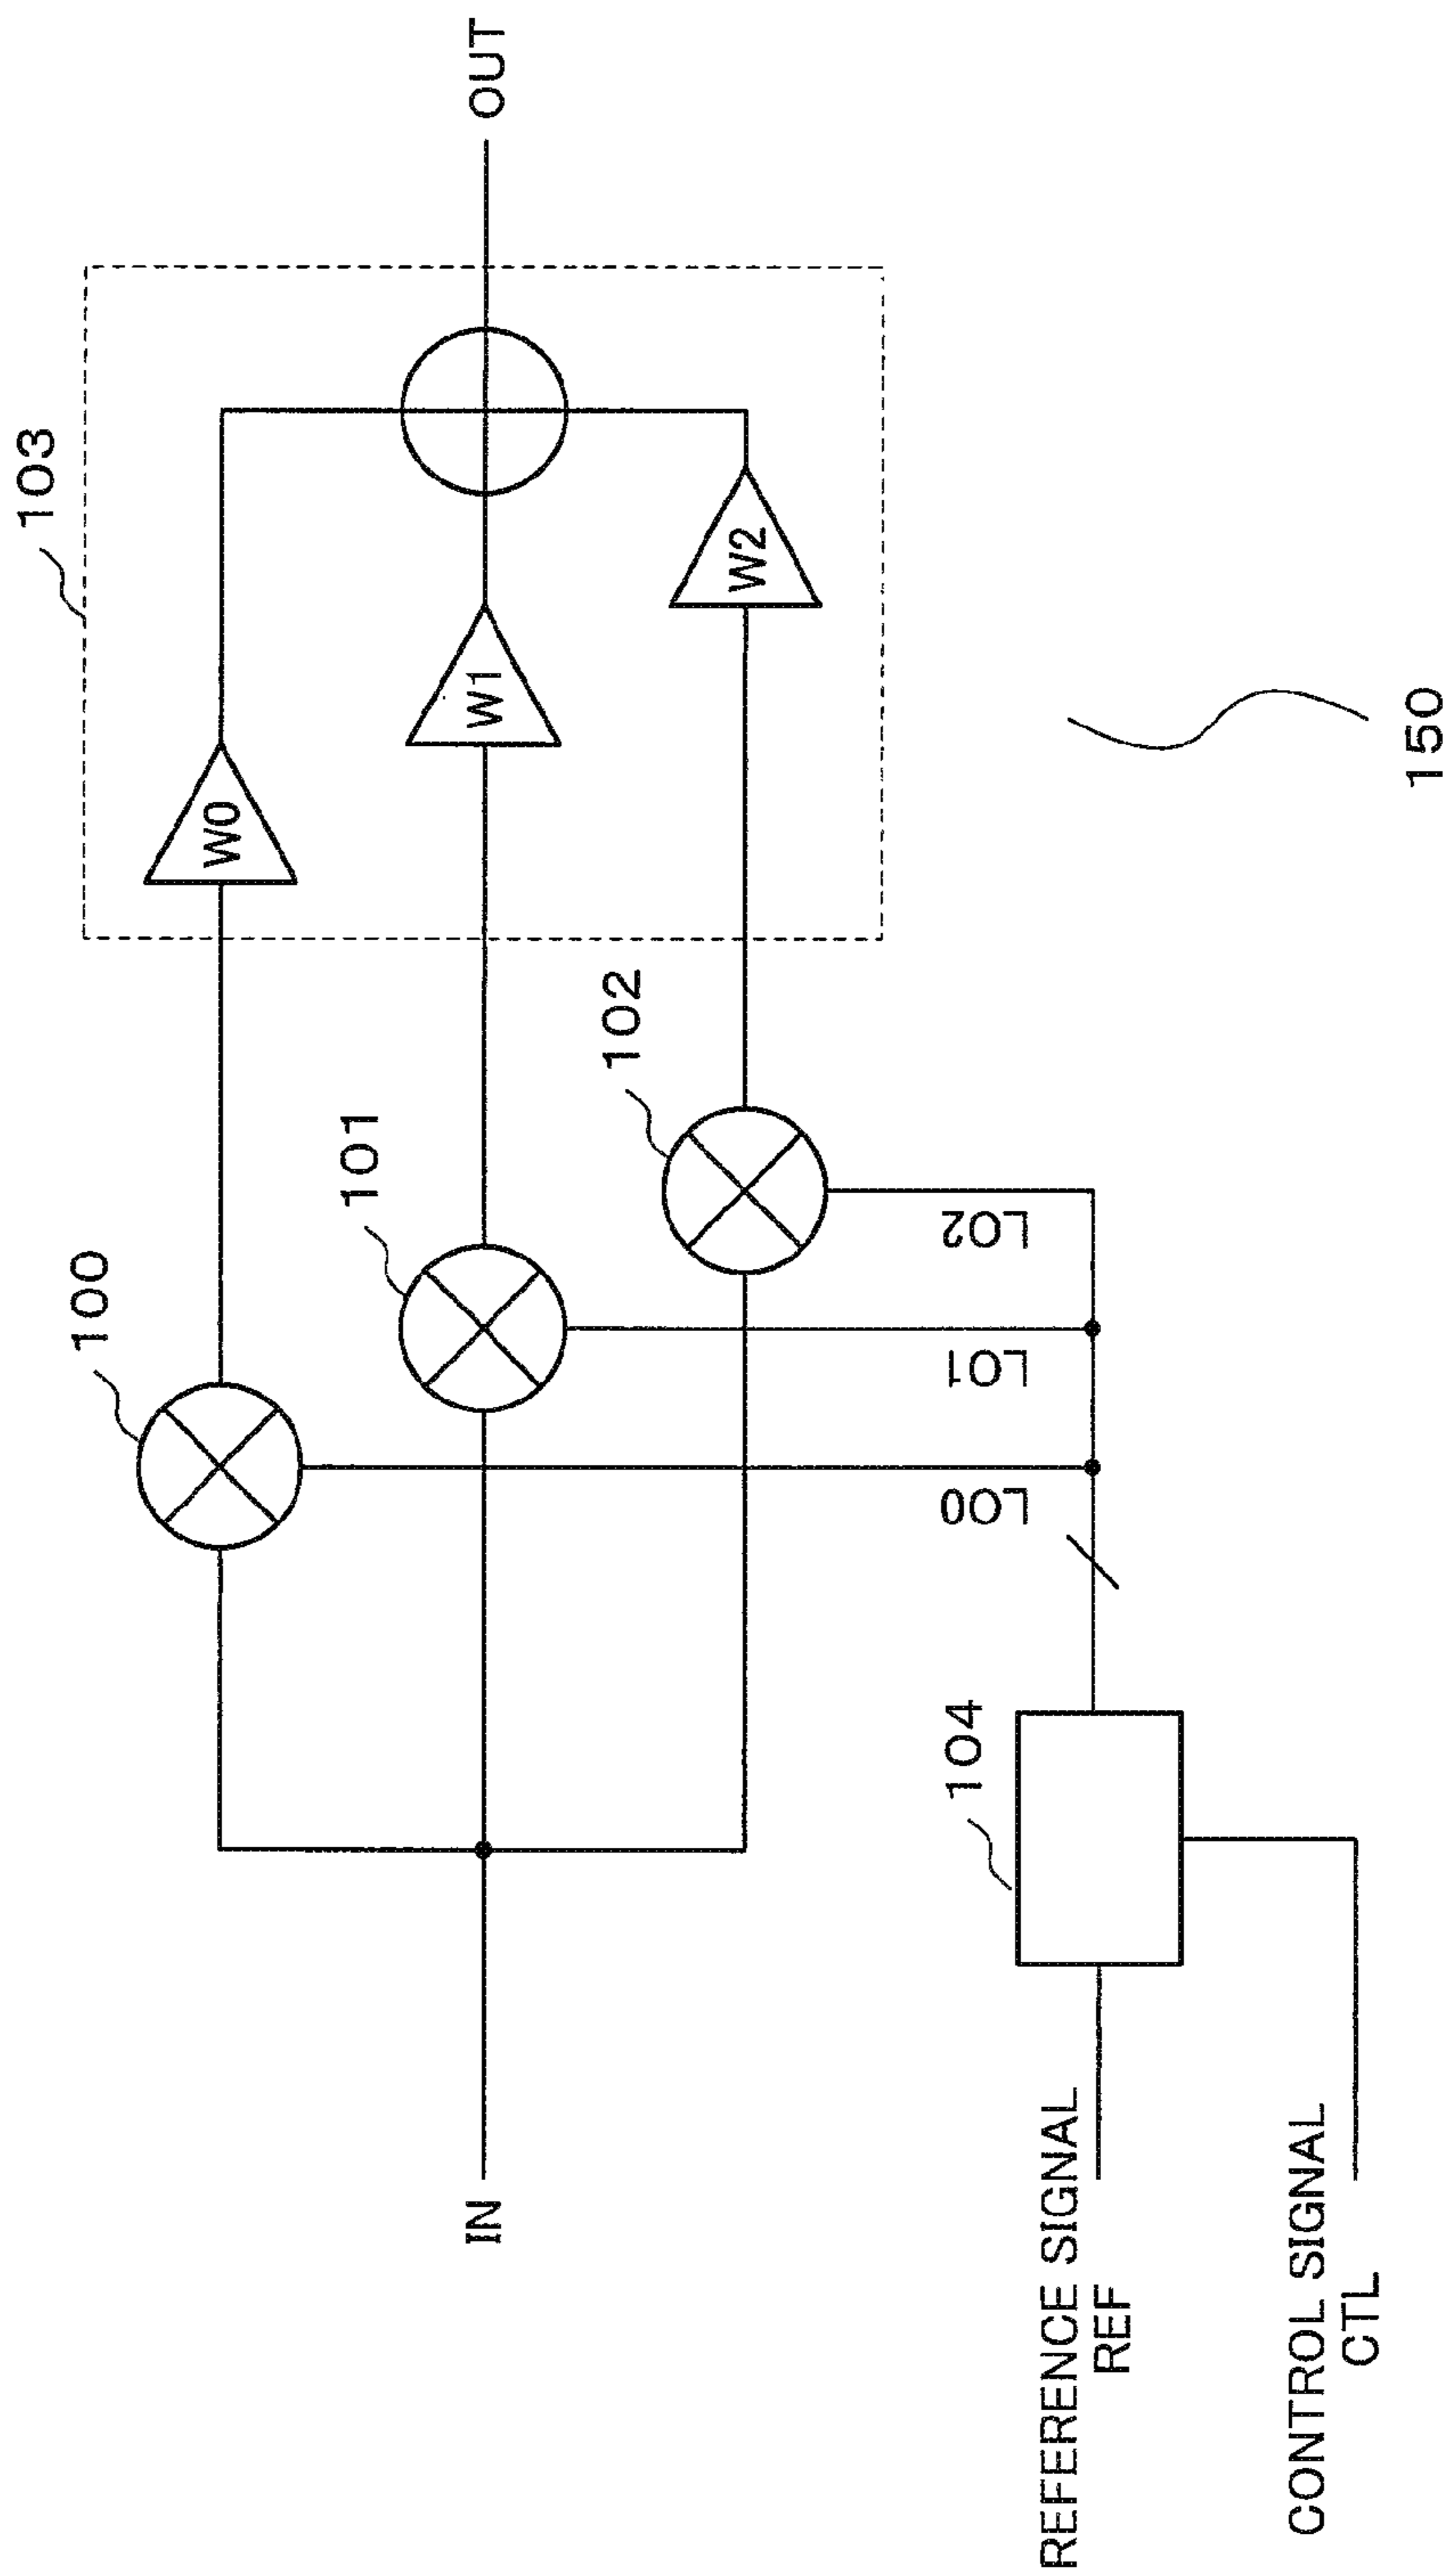 103
OUT
W0
W1
W2
100
101
102
LO0
LO1
LO2
IN
104
REFERENCE SIGNAL
REF
CONTROL SIGNAL
CTL
150